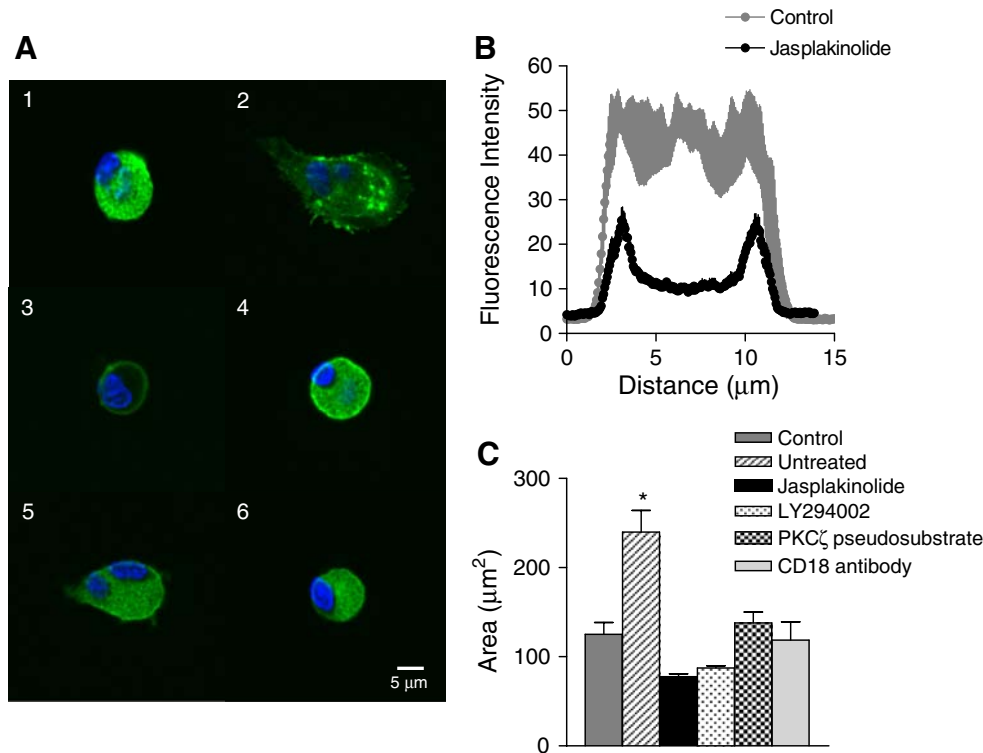 A
1
2
3
4
5
6
5 μm
B
Control
Jasplakinolide
Fluorescence Intensity
60
50
40
30
20
10
0
0 5 10 15
Distance (μm)
C
Control
Untreated
Jasplakinolide
LY294002
PKCζ pseudosubstrate
CD18 antibody
Area (μm²)
300
200
100
0
*